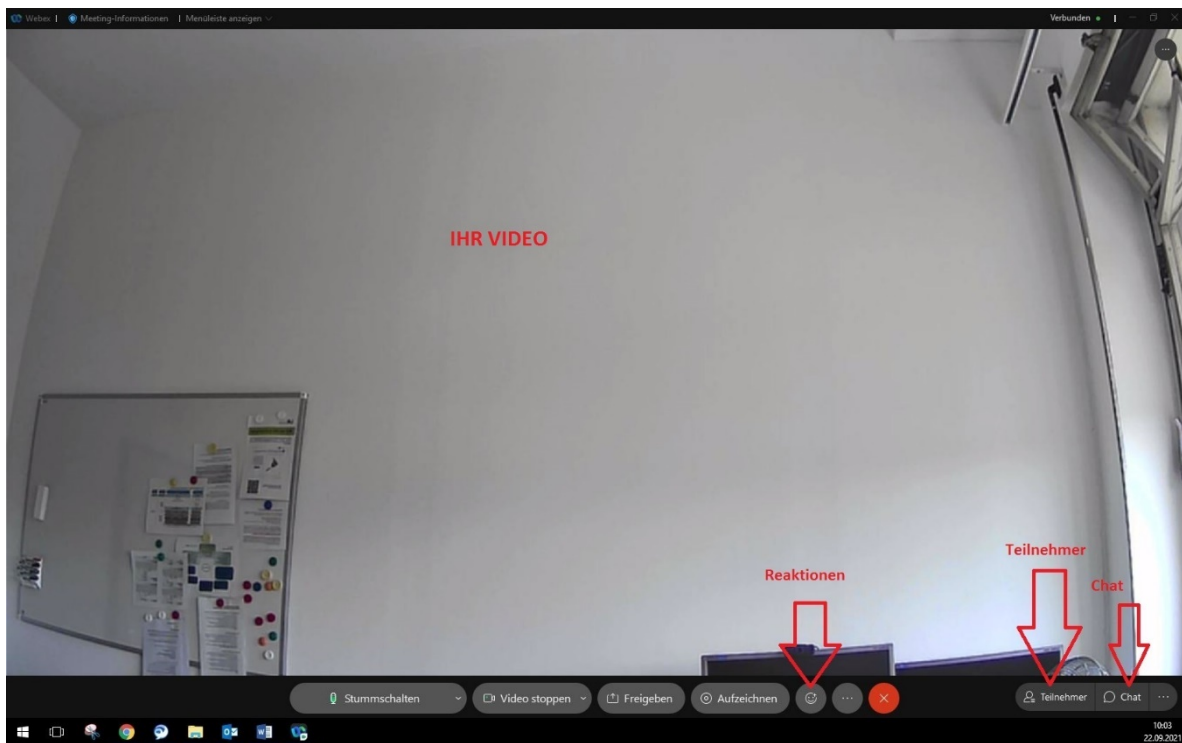 Webex
Meeting-Informationen
Menüleiste anzeigen
Verbunden
IHR VIDEO
Teilnehmer
Reaktionen
Chat
Stummschalten
Video stoppen
Freigeben
Aufzeichnen
Teilnehmer
Chat
10:03
22.09.2021